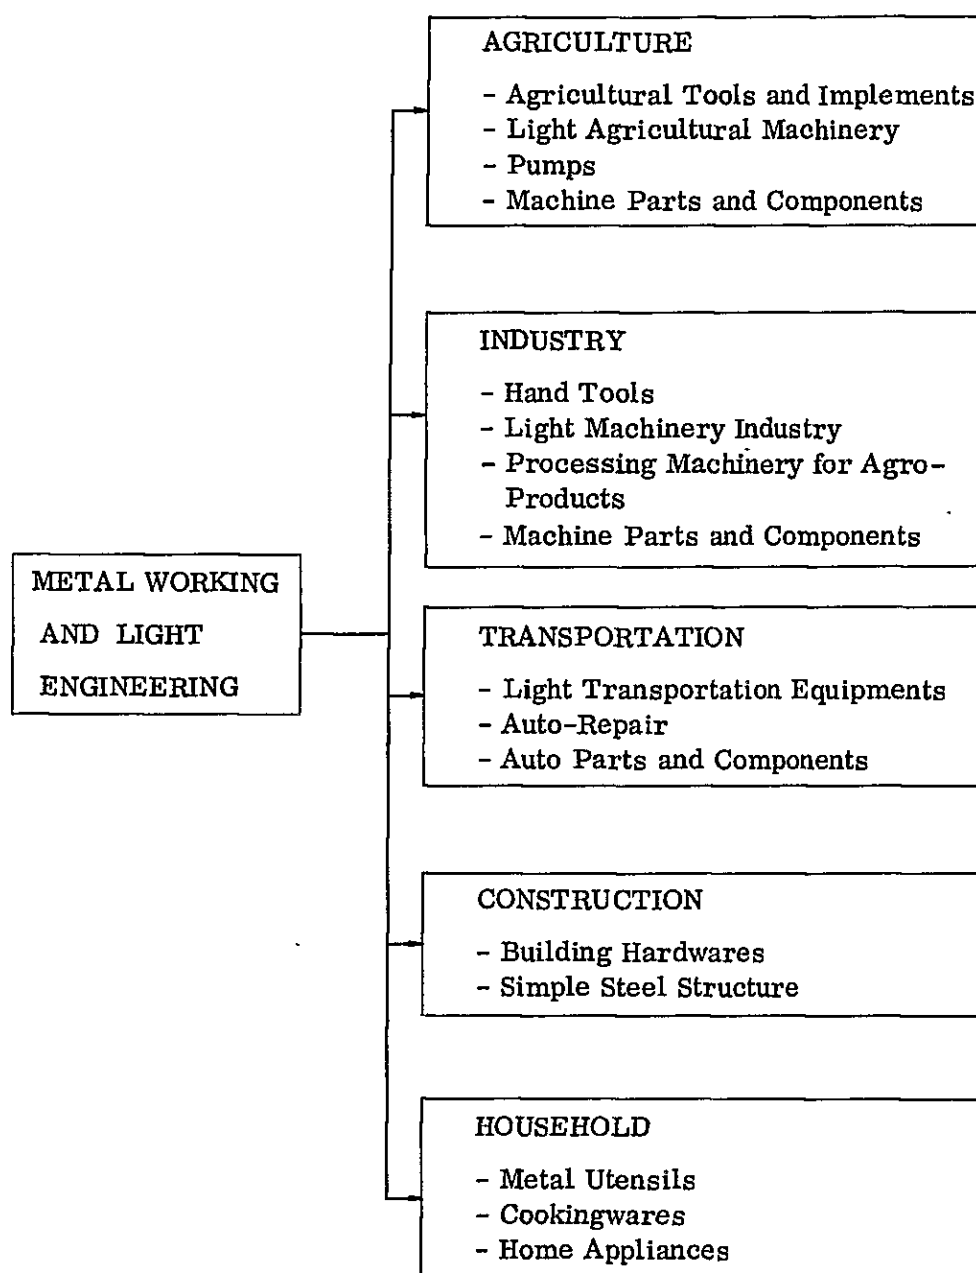 AGRICULTURE
- Agricultural Tools and Implements
- Light Agricultural Machinery
- Pumps
- Machine Parts and Components
INDUSTRY
- Hand Tools
- Light Machinery Industry
- Processing Machinery for Agro-
Products
- Machine Parts and Components
METAL WORKING
AND LIGHT
ENGINEERING
TRANSPORTATION
- Light Transportation Equipments
- Auto-Repair
- Auto Parts and Components
CONSTRUCTION
- Building Hardwares
- Simple Steel Structure
HOUSEHOLD
- Metal Utensils
- Cookingwares
- Home Appliances